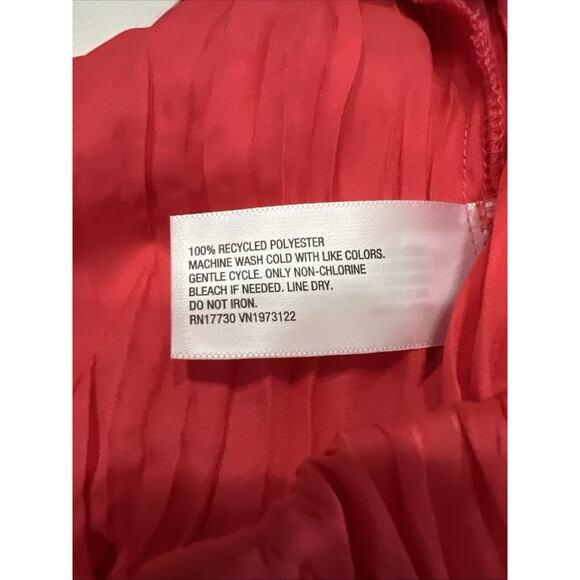 100% RECYCLED POLYESTER
MACHINE WASH COLD WITH LIKE COLORS.
GENTLE CYCLE. ONLY NON-CHLORINE
BLEACH IF NEEDED. LINE DRY.
DO NOT IRON.
RN17730 VN1973122